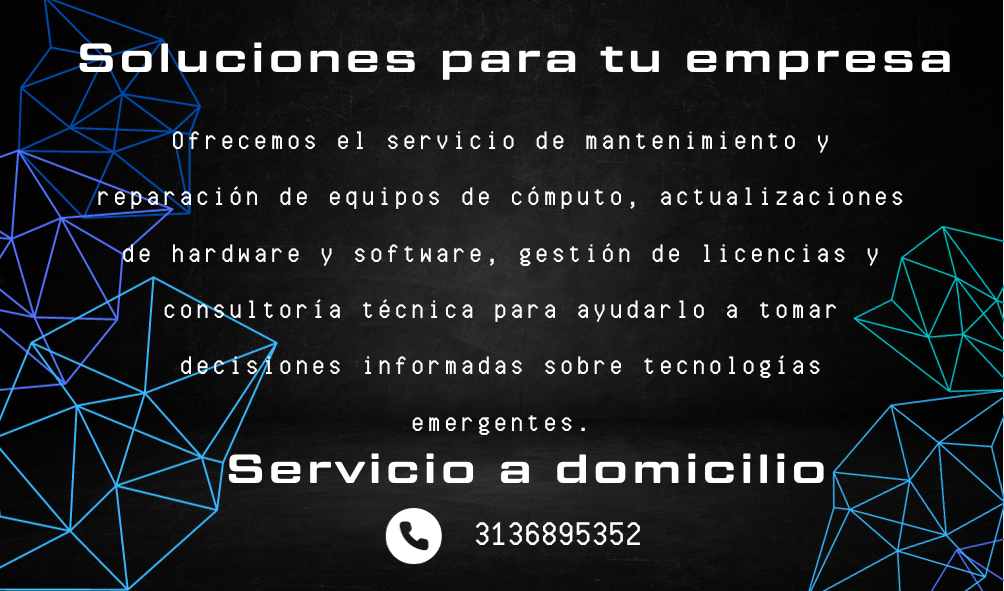 Soluciones para tu empresa
Ofrecemos el servicio de mantenimiento y
reparación de equipos de cómputo, actualizaciones
de hardware y software, gestión de licencias y
consultoría técnica para ayudarlo a tomar
decisiones informadas sobre tecnologías
emergentes.
Servicio a domicilio
3136895352